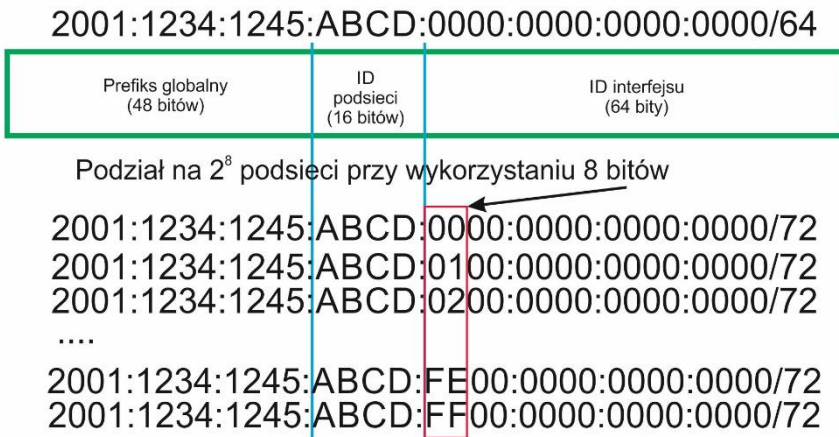 2001:1234:1245:ABCD:0000:0000:0000:0000/64
Prefiks globalny
(48 bitów)
ID
podsieci
(16 bitów)
ID interfejsu
(64 bity)
Podział na 2⁸ podsieci przy wykorzystaniu 8 bitów
2001:1234:1245:ABCD:0000:0000:0000:0000/72
2001:1234:1245:ABCD:0100:0000:0000:0000/72
2001:1234:1245:ABCD:0200:0000:0000:0000/72
....
2001:1234:1245:ABCD:FE00:0000:0000:0000/72
2001:1234:1245:ABCD:FF00:0000:0000:0000/72